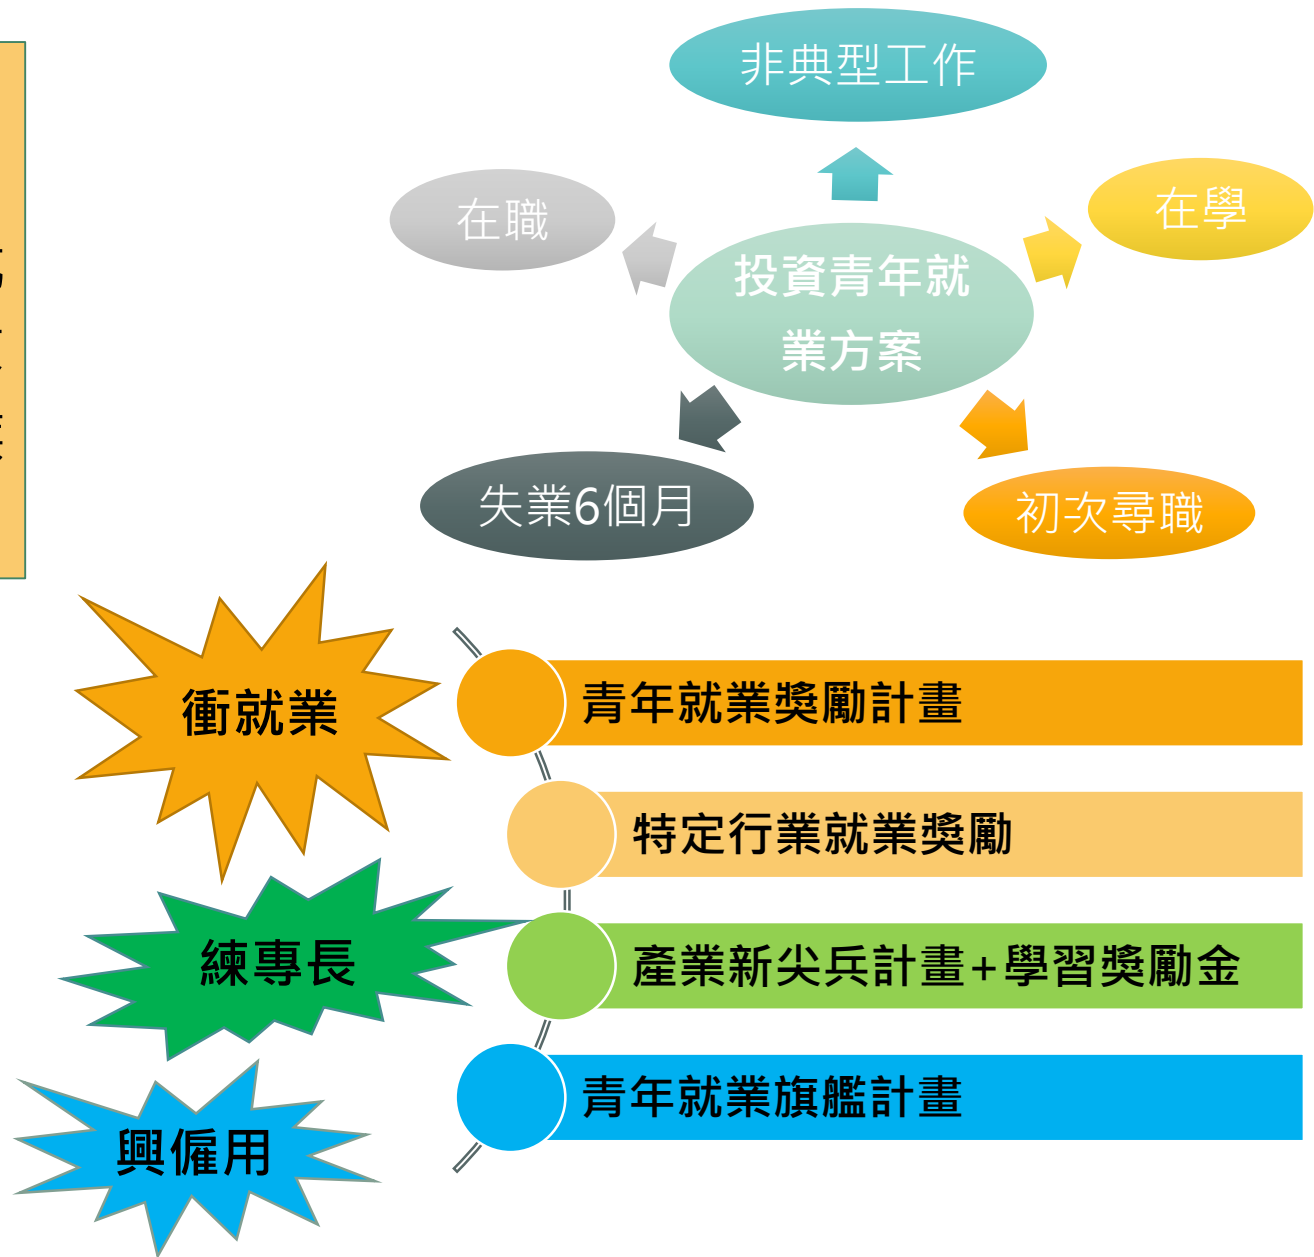 非典型工作
在職
在學
投資青年就
業方案
失業6個月
初次尋職
衝就業
青年就業獎勵計畫
特定行業就業獎勵
練專長
產業新尖兵計畫+學習獎勵金
興僱用
青年就業旗艦計畫